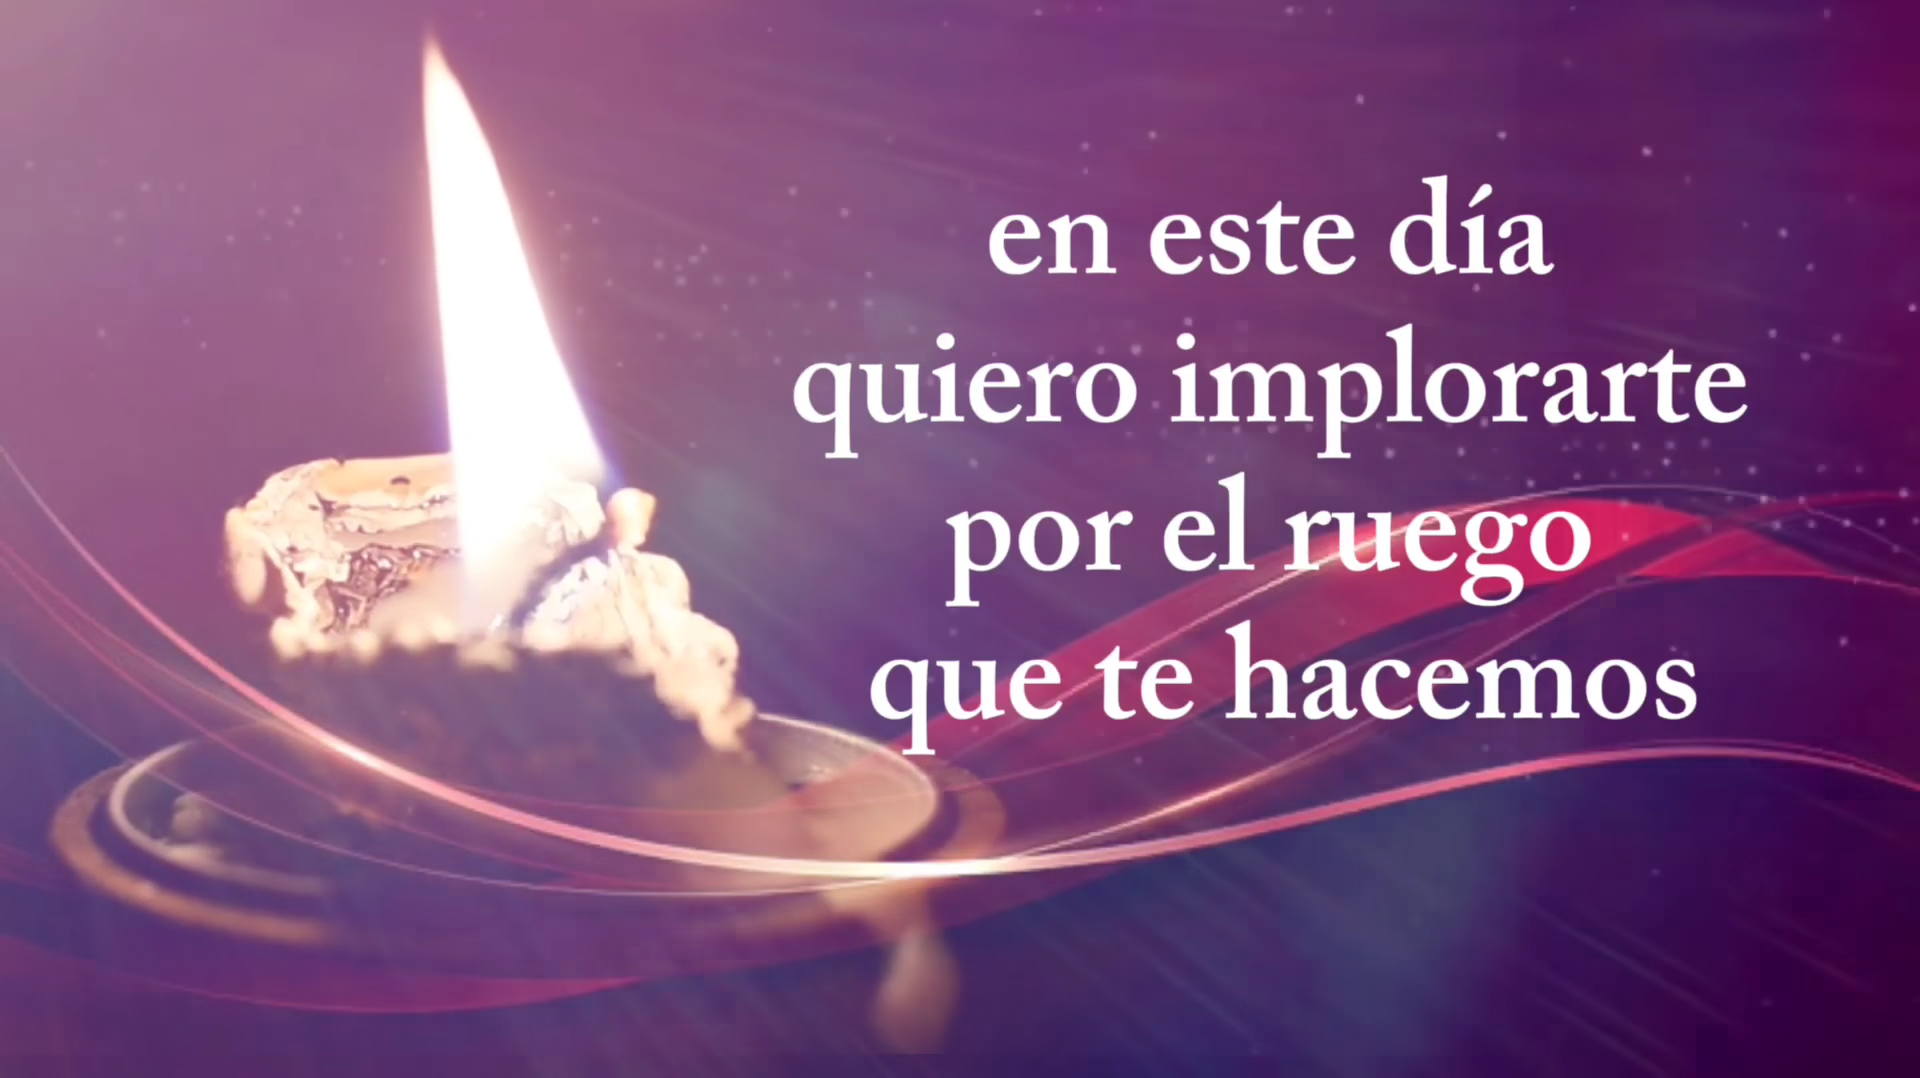 en este día
quiero implorarte
por el ruego
que te hacemos